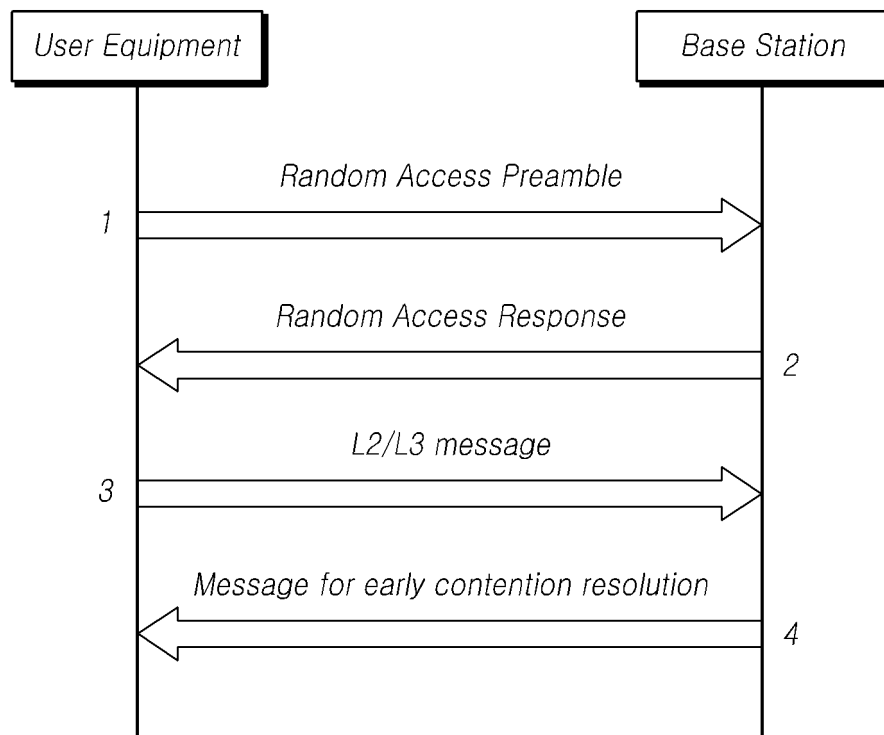 User Equipment
Base Station
Random Access Preamble
1
Random Access Response
2
L2/L3 message
3
Message for early contention resolution
4